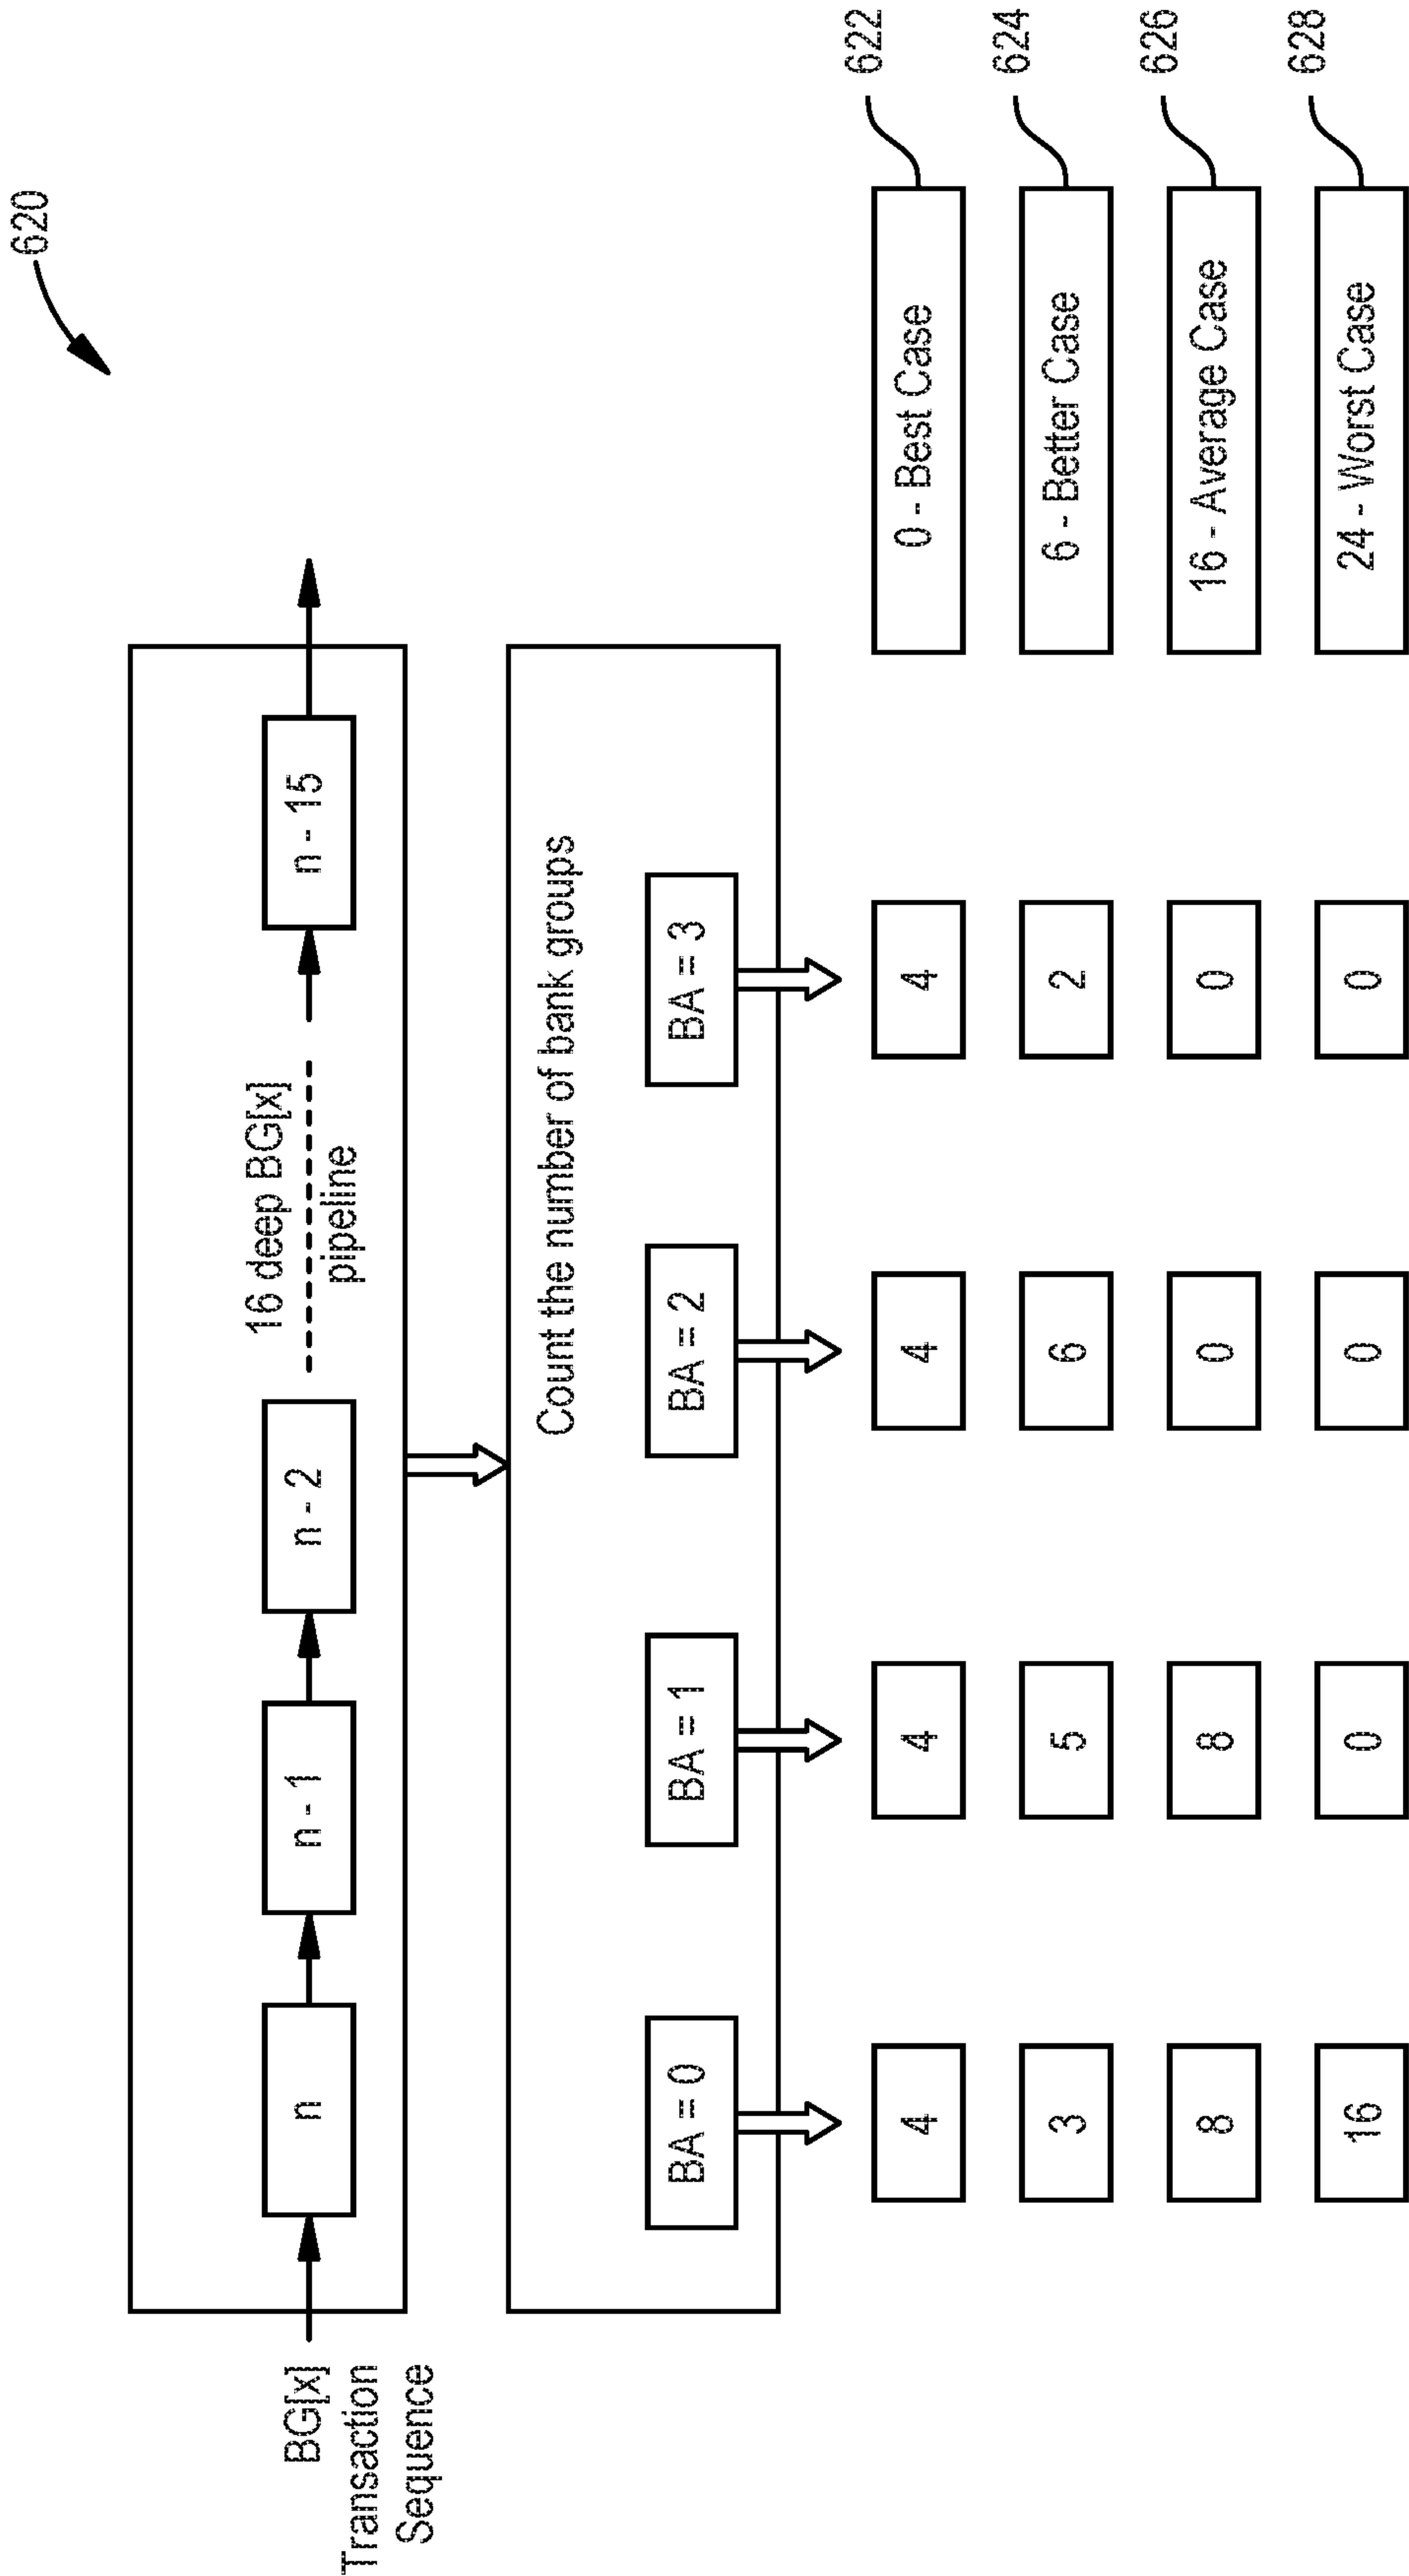 620
BG[x]
Transaction
Sequence
n
n - 1
n - 2
16 deep BG[x]
pipeline
n - 15
Count the number of bank groups
BA = 0
BA = 1
BA = 2
BA = 3
4
4
4
4
0 - Best Case
622
3
5
6
2
6 - Better Case
624
8
8
0
0
16 - Average Case
626
16
0
0
0
24 - Worst Case
628